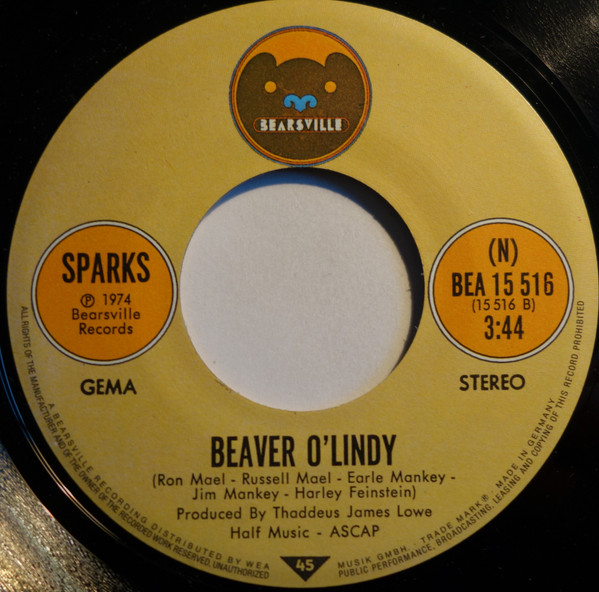 BEARSVILLE
SPARKS
℗ 1974
Bearsville
Records
GEMA
(N)
BEA 15 516
(15 516 B)
3:44
STEREO
BEAVER O'LINDY
(Ron Mael - Russell Mael - Earle Mankey -
Jim Mankey - Harley Feinstein)
Produced By Thaddeus James Lowe
Half Music - ASCAP
45
ALL RIGHTS OF THE MANUFACTURER AND OF THE OWNER OF THE RECORDED WORK RESERVED. UNAUTHORIZED
PUBLIC PERFORMANCE, BROADCASTING, LEASING AND COPYING OF THIS RECORD PROHIBITED
A BEARSVILLE RECORDING DISTRIBUTED BY WEA
MUSIK GMBH. TRADE MARK® MADE IN GERMANY